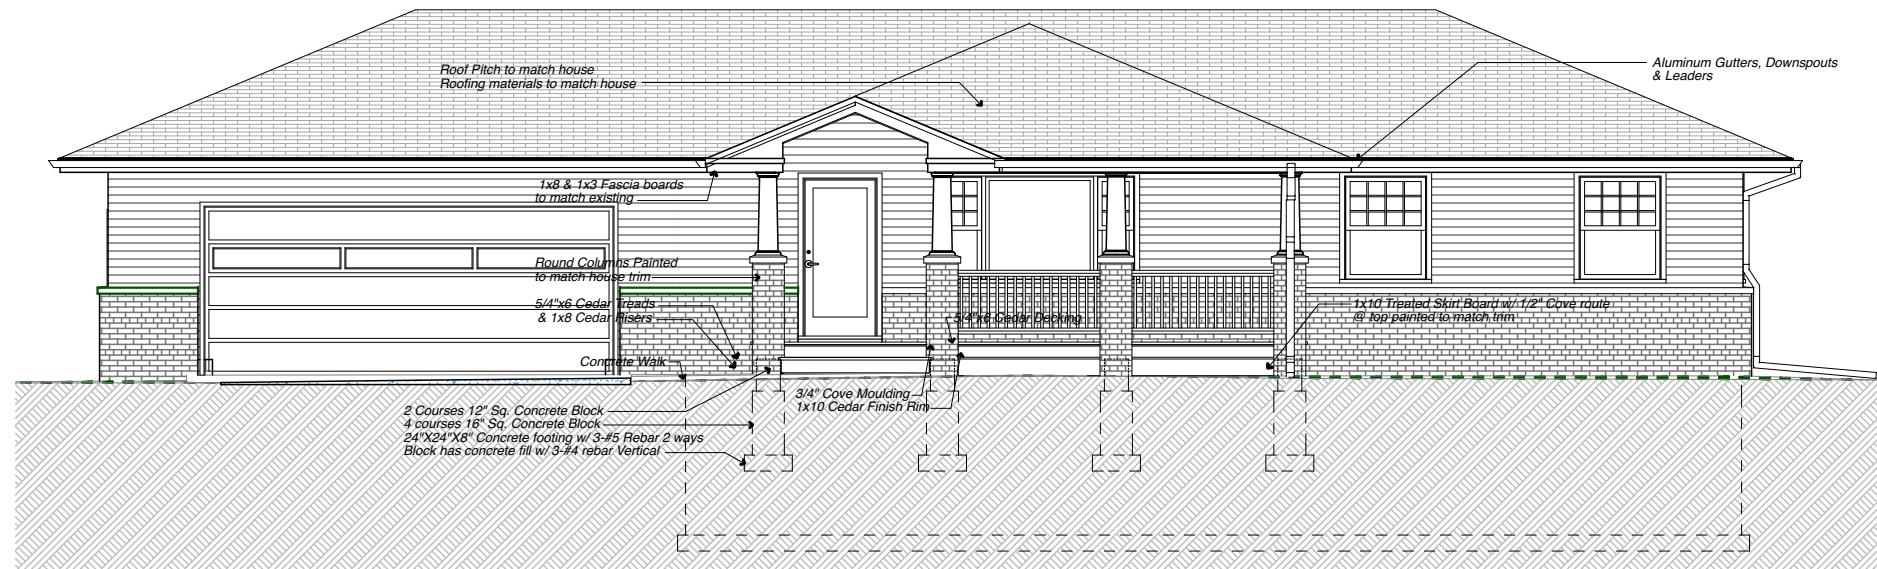 Roof Pitch to match house
Roofing materials to match house
Aluminum Gutters, Downspouts
& Leaders
1x8 & 1x3 Fascia boards
to match existing
Round Columns Painted
to match house trim
5/4"x6 Cedar Treads
& 1x8 Cedar Risers
5/4"x6 Cedar Decking
1x10 Treated Skirt Board w/ 1/2" Cove route
@ top painted to match trim
Concrete Walk
3/4" Cove Moulding
1x10 Cedar Finish Rim
2 Courses 12" Sq. Concrete Block
4 courses 16" Sq. Concrete Block
24"X24"X8" Concrete footing w/ 3-#5 Rebar 2 ways
Block has concrete fill w/ 3-#4 rebar Vertical